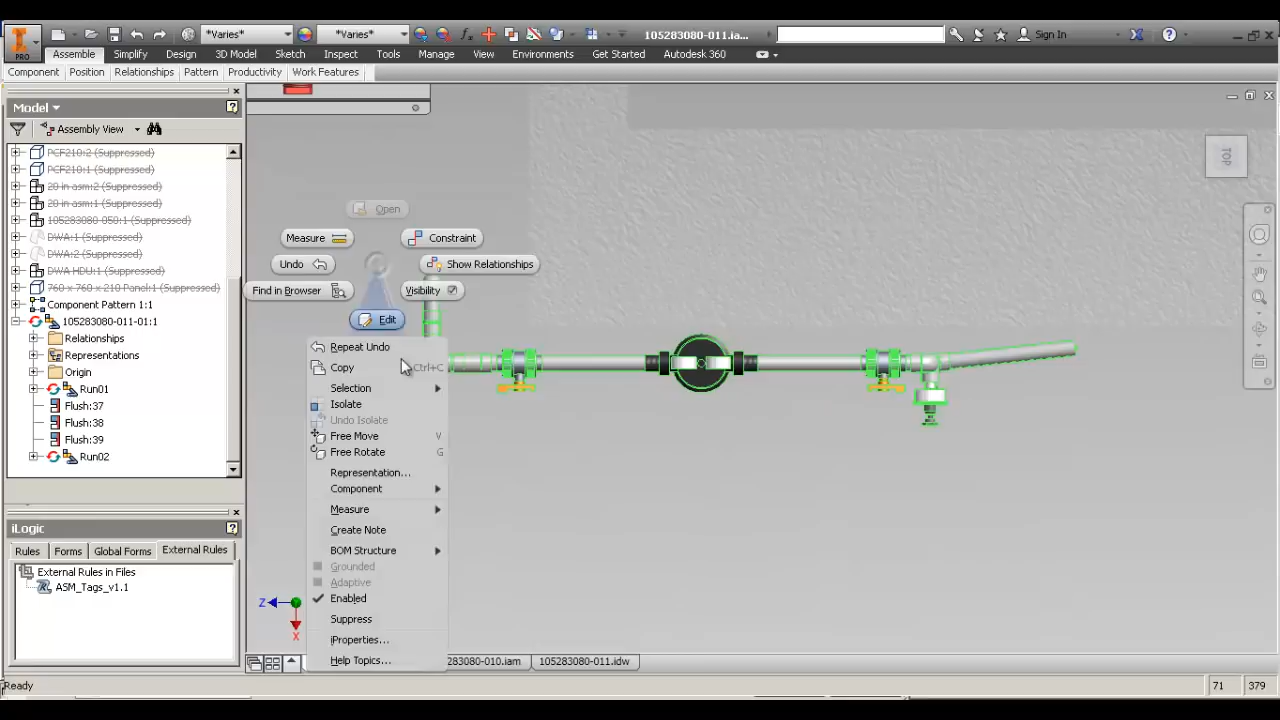 *Varies*
*Varies*
105283080-011.ia...
Sign In
PRO
Assemble
Simplify
Design
3D Model
Sketch
Inspect
Tools
Manage
View
Environments
Get Started
Autodesk 360
Component
Position
Relationships
Pattern
Productivity
Work Features
Model
Assembly View
PCF210:2 (Suppressed)
PCF210:1 (Suppressed)
20 in asm:2 (Suppressed)
20 in asm:1 (Suppressed)
105283080-050:1 (Suppressed)
DWA:1 (Suppressed)
DWA:2 (Suppressed)
DWA HDU:1 (Suppressed)
760 x 760 x 210 Panel:1 (Suppressed)
Component Pattern 1:1
105283080-011-01:1
Relationships
Representations
Origin
Run01
Flush:37
Flush:38
Flush:39
Run02
iLogic
Rules
Forms
Global Forms
External Rules
External Rules in Files
ASM_Tags_v1.1
Open
Measure
Constraint
Undo
Show Relationships
Find in Browser
Visibility
Edit
Repeat Undo
Copy Ctrl+C
Selection
Isolate
Undo Isolate
Free Move V
Free Rotate G
Representation...
Component
Measure
Create Note
BOM Structure
Grounded
Adaptive
Enabled
Suppress
iProperties...
Help Topics...
TOP
Z
X
283080-010.iam
105283080-011.idw
Ready
71
379